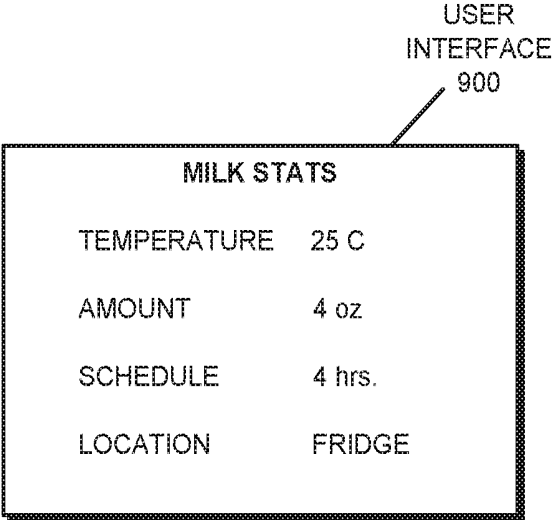 USER
INTERFACE
900
MILK STATS
TEMPERATURE 25 C
AMOUNT 4 oz
SCHEDULE 4 hrs.
LOCATION FRIDGE